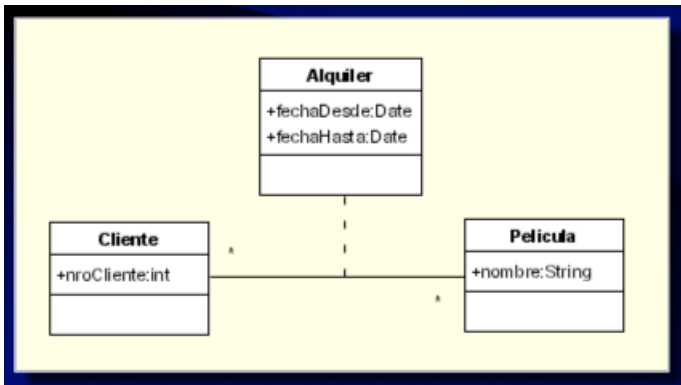 Alquiler
+fechaDesde:Date
+fechaHasta:Date
Cliente
+nroCliente:int
*
*
Pelicula
+nombre:String